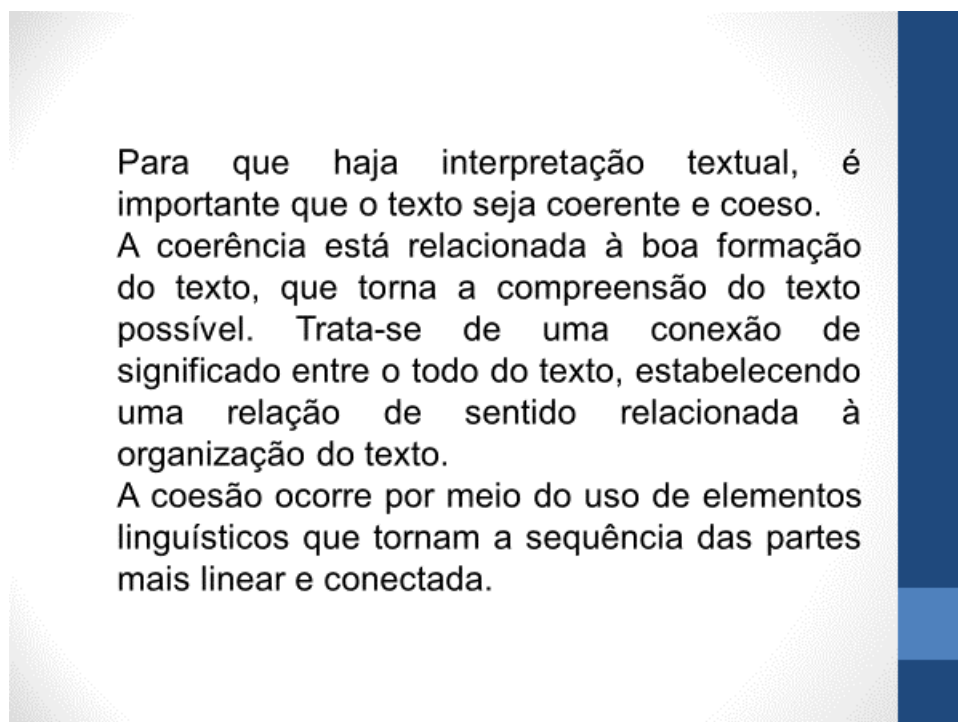 Para que haja interpretação textual, é
importante que o texto seja coerente e coeso.
A coerência está relacionada à boa formação
do texto, que torna a compreensão do texto
possível. Trata-se de uma conexão de
significado entre o todo do texto, estabelecendo
uma relação de sentido relacionada à
organização do texto.
A coesão ocorre por meio do uso de elementos
linguísticos que tornam a sequência das partes
mais linear e conectada.